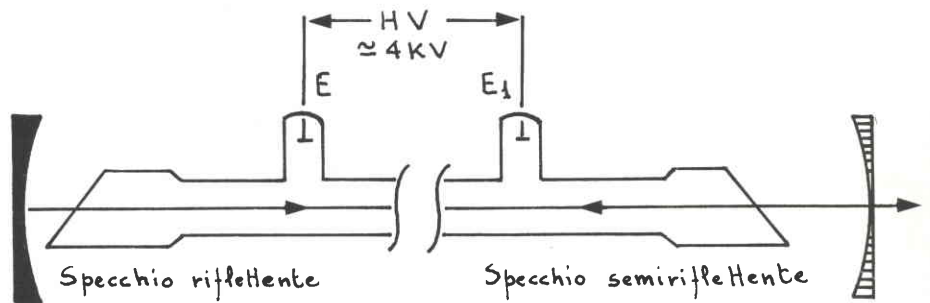 HV
≃4KV
E
E1
Specchio riflettente
Specchio semiriflettente